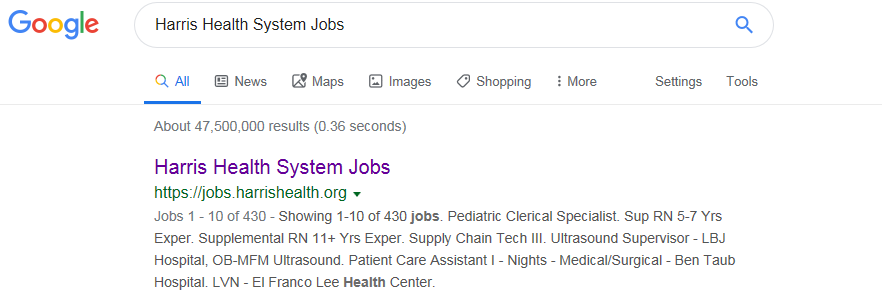 Google
Harris Health System Jobs
All News Maps Images Shopping More Settings Tools
About 47,500,000 results (0.36 seconds)
Harris Health System Jobs
https://jobs.harrishealth.org
Jobs 1 - 10 of 430 - Showing 1-10 of 430 jobs. Pediatric Clerical Specialist. Sup RN 5-7 Yrs
Exper. Supplemental RN 11+ Yrs Exper. Supply Chain Tech III. Ultrasound Supervisor - LBJ
Hospital, OB-MFM Ultrasound. Patient Care Assistant I - Nights - Medical/Surgical - Ben Taub
Hospital. LVN - El Franco Lee Health Center.